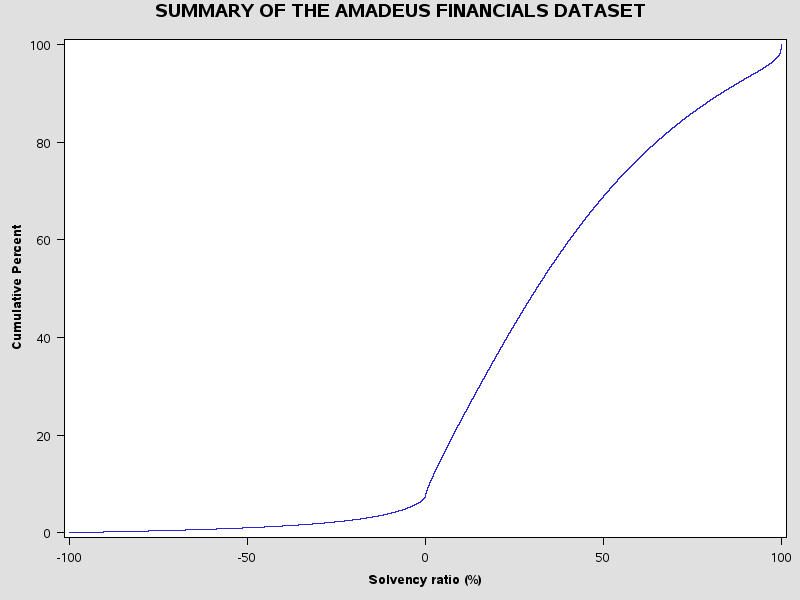 SUMMARY OF THE AMADEUS FINANCIALS DATASET
100
80
60
40
20
0
Cumulative Percent
-100 -50 0 50 100
Solvency ratio (%)